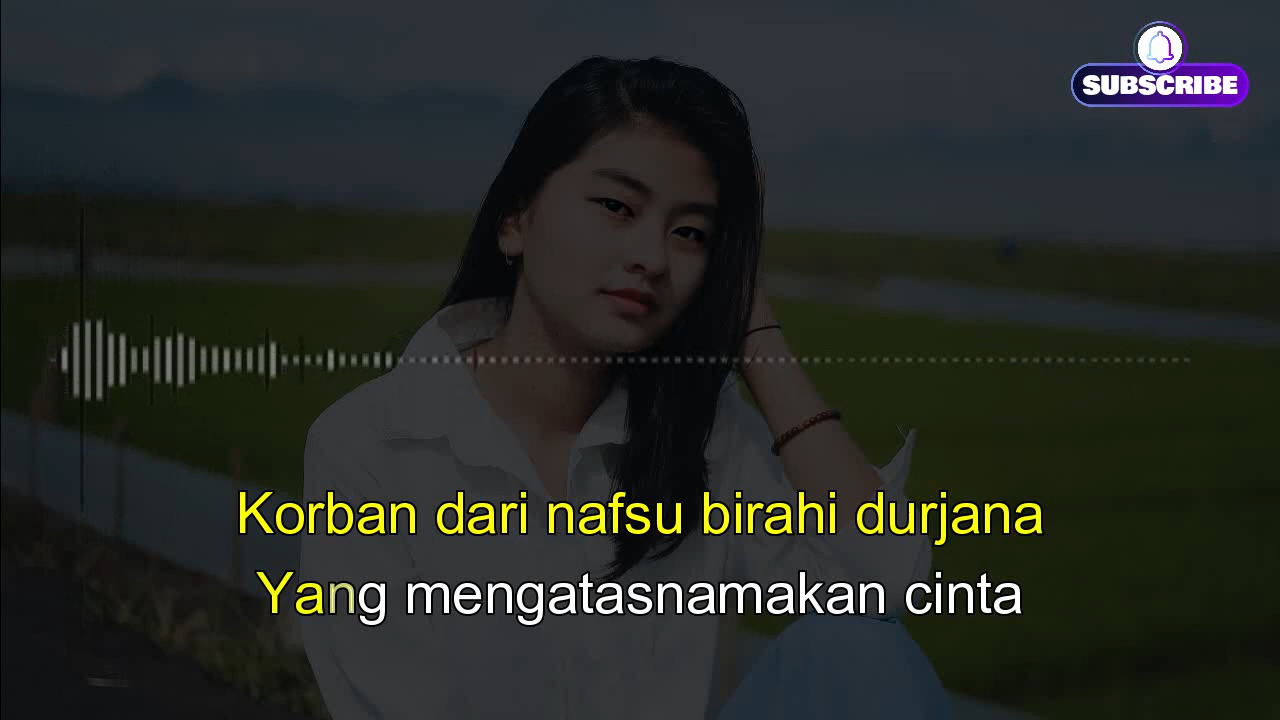 SUBSCRIBE
Korban dari nafsu birahi durjana
Yang mengatasnamakan cinta